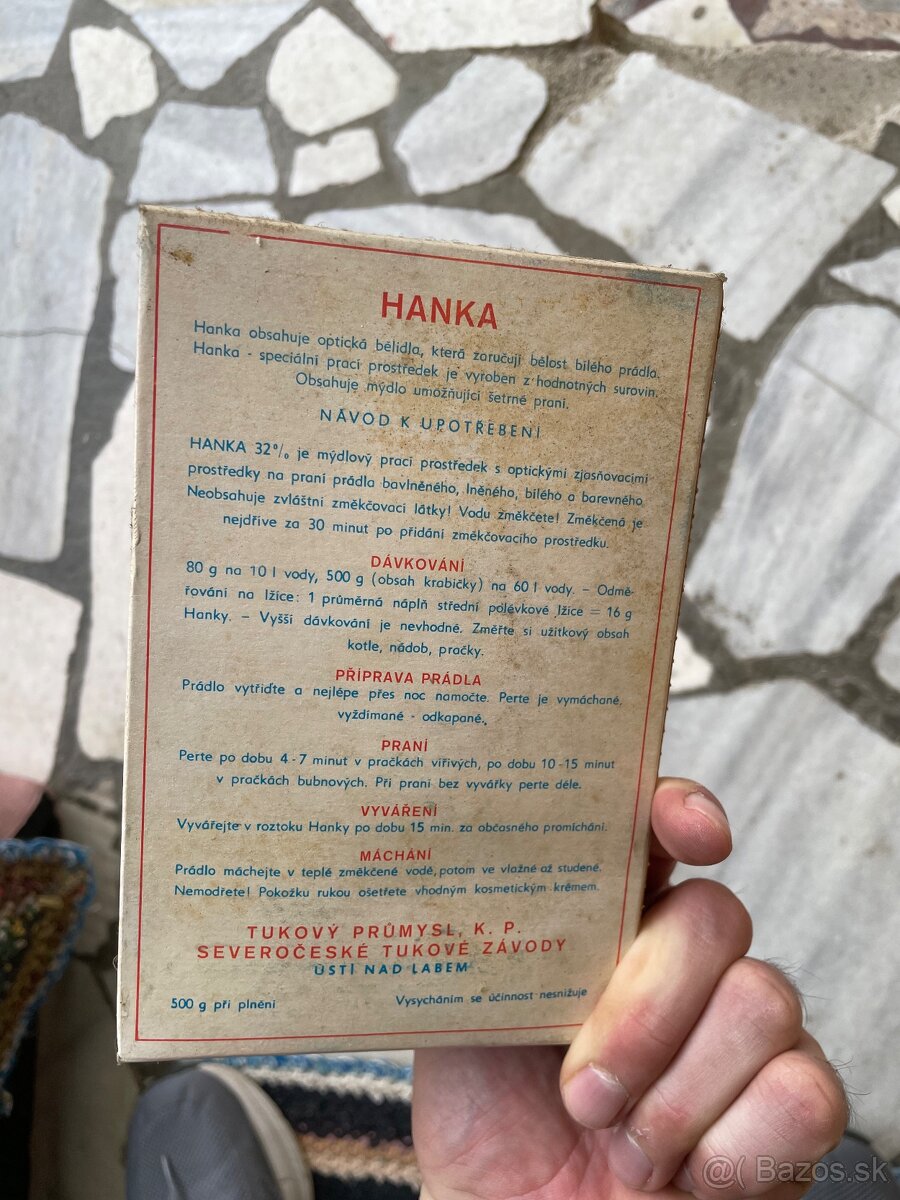 HANKA
Hanka obsahuje optická bělidla, která zaručují bělost bílého prádla.
Hanka - speciální prací prostředek je vyroben z hodnotných surovin.
Obsahuje mýdlo umožňující šetrné praní.
NÁVOD K UPOTŘEBENÍ
HANKA 32% je mýdlový prací prostředek s optickými zjasňovacími
prostředky na praní prádla bavlněného, lněného, bílého a barevného.
Neobsahuje zvláštní změkčovací látky! Vodu změkčete! Změkčená je
nejdříve za 30 minut po přidání změkčovacího prostředku.
DÁVKOVÁNÍ
80 g na 10 l vody, 500 g (obsah krabičky) na 60 l vody. – Odmě-
řování na lžíce: 1 průměrná náplň střední polévkové lžíce = 16 g
Hanky. – Vyšší dávkování je nevhodné. Změřte si užitkový obsah
kotle, nádob, pračky.
PŘÍPRAVA PRÁDLA
Prádlo vytřiďte a nejlépe přes noc namočte. Perte je vymáchané,
vyždímané - odkapané.
PRANÍ
Perte po dobu 4 - 7 minut v pračkách vířivých, po dobu 10 - 15 minut
v pračkách bubnových. Při praní bez vyvářky perte déle.
VYVÁŘENÍ
Vyvářejte v roztoku Hanky po dobu 15 min. za občasného promíchání.
MÁCHÁNÍ
Prádlo máchejte v teplé změkčené vodě, potom ve vlažné až studené.
Nemodřete! Pokožku rukou ošetřete vhodným kosmetickým krémem.
TUKOVÝ PRŮMYSL, K. P.
SEVEROČESKÉ TUKOVÉ ZÁVODY
ÚSTÍ NAD LABEM
500 g při plnění
Vysycháním se účinnost nesnižuje
@( Bazos.sk